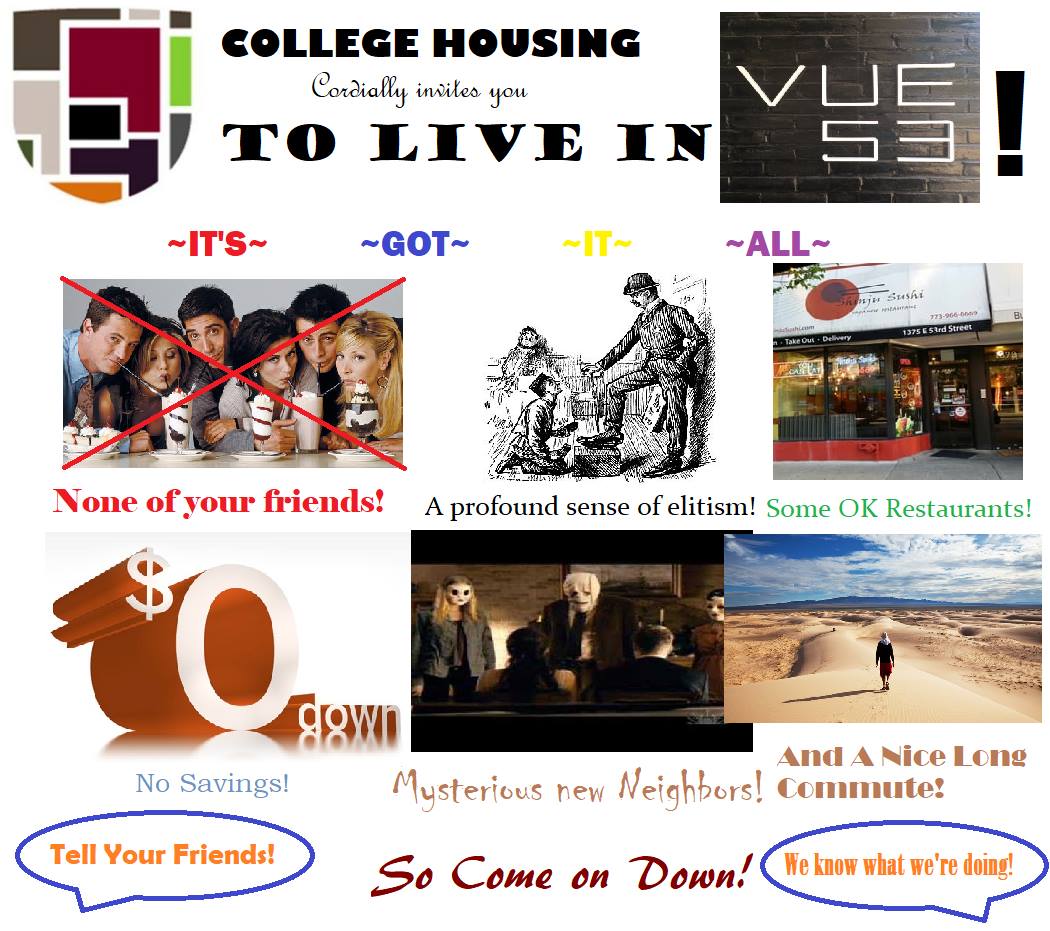 COLLEGE HOUSING
Cordially invites you
TO LIVE IN
VUE
53
!
~IT'S~ ~GOT~ ~IT~ ~ALL~
Shinju Sushi
japanese restaurant
773-966-6669
1375 E 53rd Street
Take Out - Delivery
None of your friends!
A profound sense of elitism!
Some OK Restaurants!
$0
down
No Savings!
Mysterious new Neighbors!
And A Nice Long
Commute!
Tell Your Friends!
So Come on Down!
We know what we're doing!